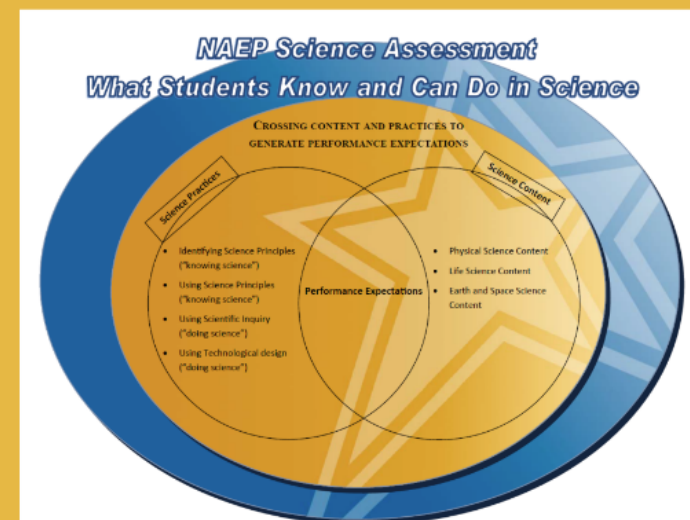 NAEP Science Assessment
What Students Know and Can Do in Science
CROSSING CONTENT AND PRACTICES TO
GENERATE PERFORMANCE EXPECTATIONS
Science Practices
Science Content
• Identifying Science Principles
("knowing science")
• Using Science Principles
("knowing science")
• Using Scientific Inquiry
("doing science")
• Using Technological design
("doing science")
Performance Expectations
• Physical Science Content
• Life Science Content
• Earth and Space Science
Content